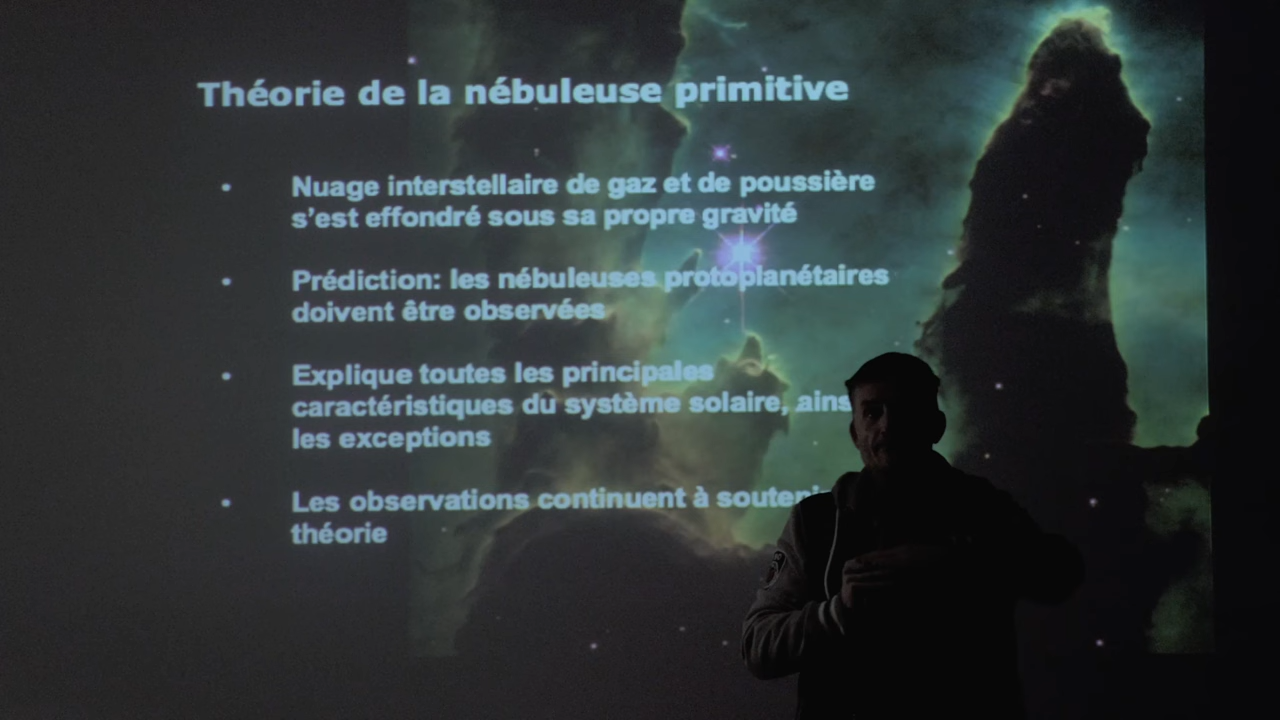 Théorie de la nébuleuse primitive
• Nuage interstellaire de gaz et de poussière
s'est effondré sous sa propre gravité
• Prédiction: les nébuleuses protoplanétaires
doivent être observées
• Explique toutes les principales
caractéristiques du système solaire,
les exceptions
• Les observations continuent à
théorie